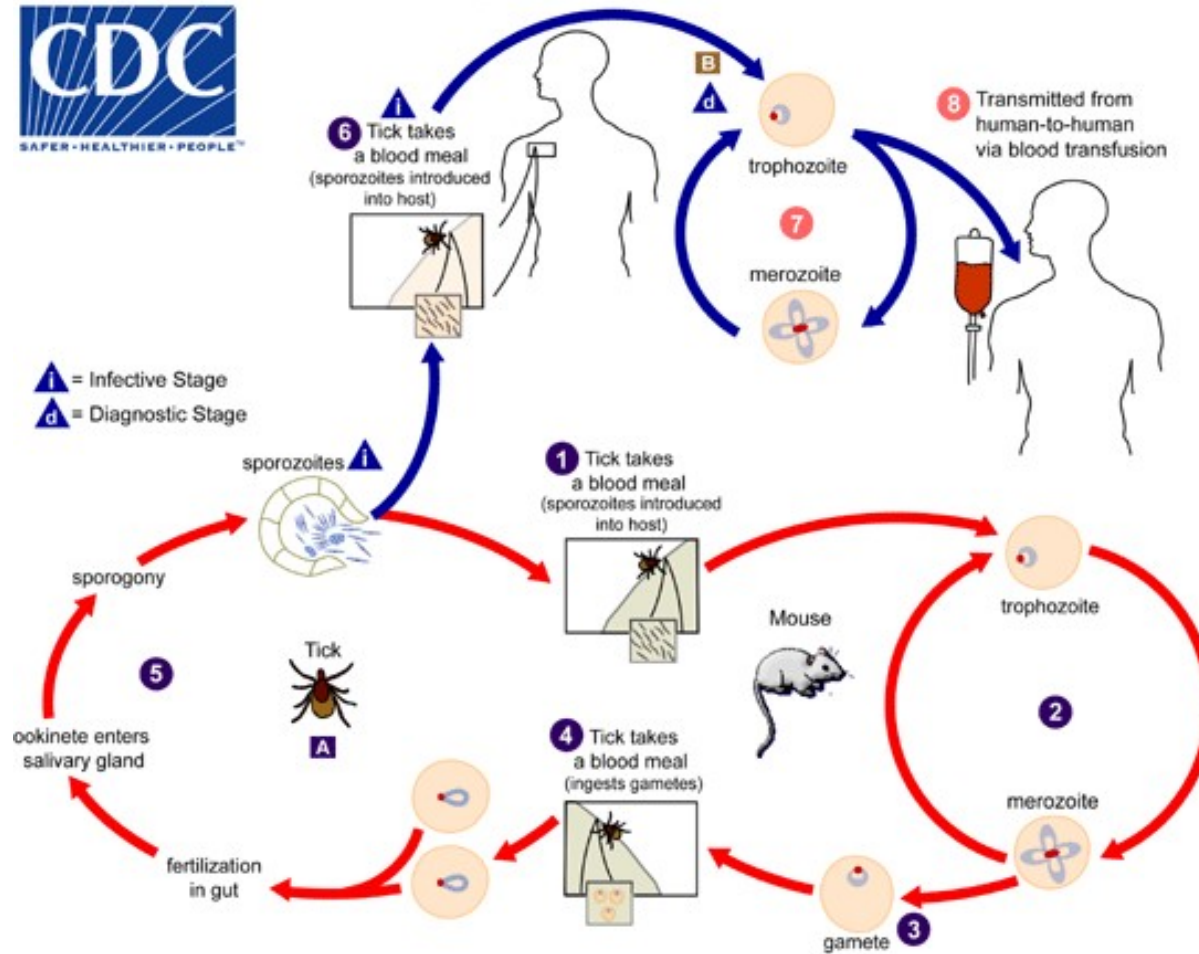 CDC
SAFER•HEALTHIER•PEOPLE™
i
6 Tick takes
a blood meal
(sporozoites introduced
into host)
B
d
trophozoite
7
merozoite
8 Transmitted from
human-to-human
via blood transfusion
i = Infective Stage
d = Diagnostic Stage
sporozoites i
1 Tick takes
a blood meal
(sporozoites introduced
into host)
trophozoite
sporogony
Mouse
Tick
5
2
A
ookinete enters
salivary gland
4 Tick takes
a blood meal
(ingests gametes)
merozoite
fertilization
in gut
gamete 3